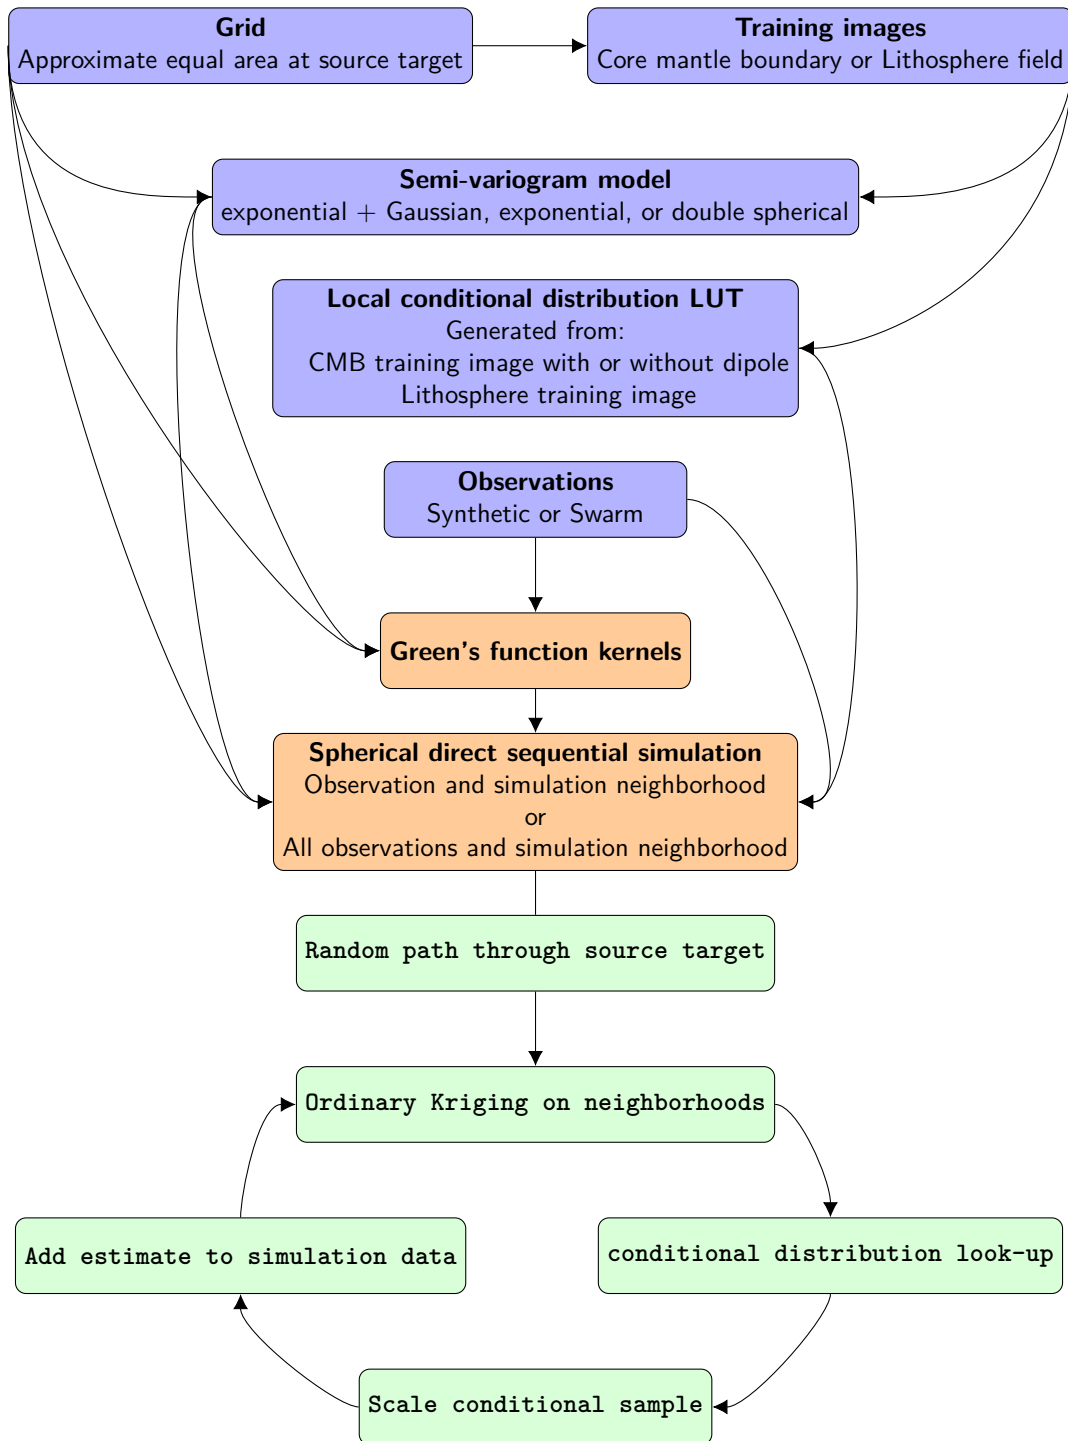 Grid
Approximate equal area at source target
Training images
Core mantle boundary or Lithosphere field
Semi-variogram model
exponential + Gaussian, exponential, or double spherical
Local conditional distribution LUT
Generated from:
CMB training image with or without dipole
Lithosphere training image
Observations
Synthetic or Swarm
Green's function kernels
Spherical direct sequential simulation
Observation and simulation neighborhood
or
All observations and simulation neighborhood
Random path through source target
Ordinary Kriging on neighborhoods
Add estimate to simulation data
conditional distribution look-up
Scale conditional sample